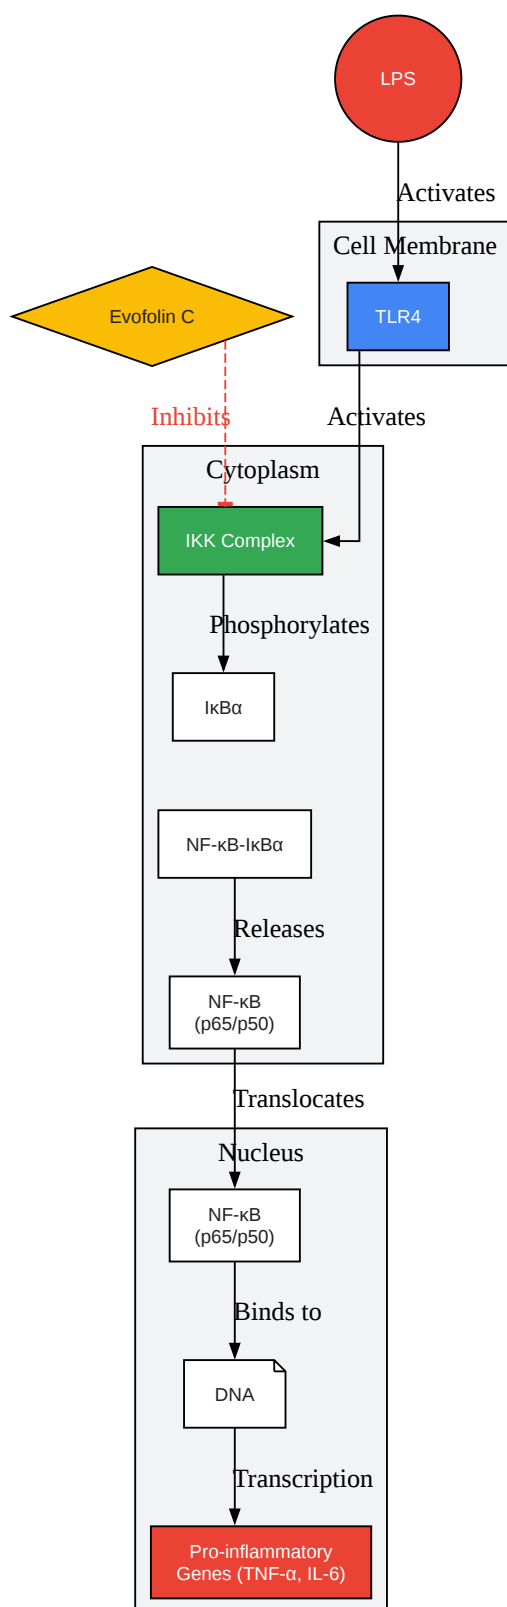 LPS
Activates
Cell Membrane
TLR4
Evofolin C
Inhibits
Activates
Cytoplasm
IKK Complex
Phosphorylates
IκBα
NF-κB-IκBα
Releases
NF-κB
(p65/p50)
Translocates
Nucleus
NF-κB
(p65/p50)
Binds to
DNA
Transcription
Pro-inflammatory
Genes (TNF-α, IL-6)